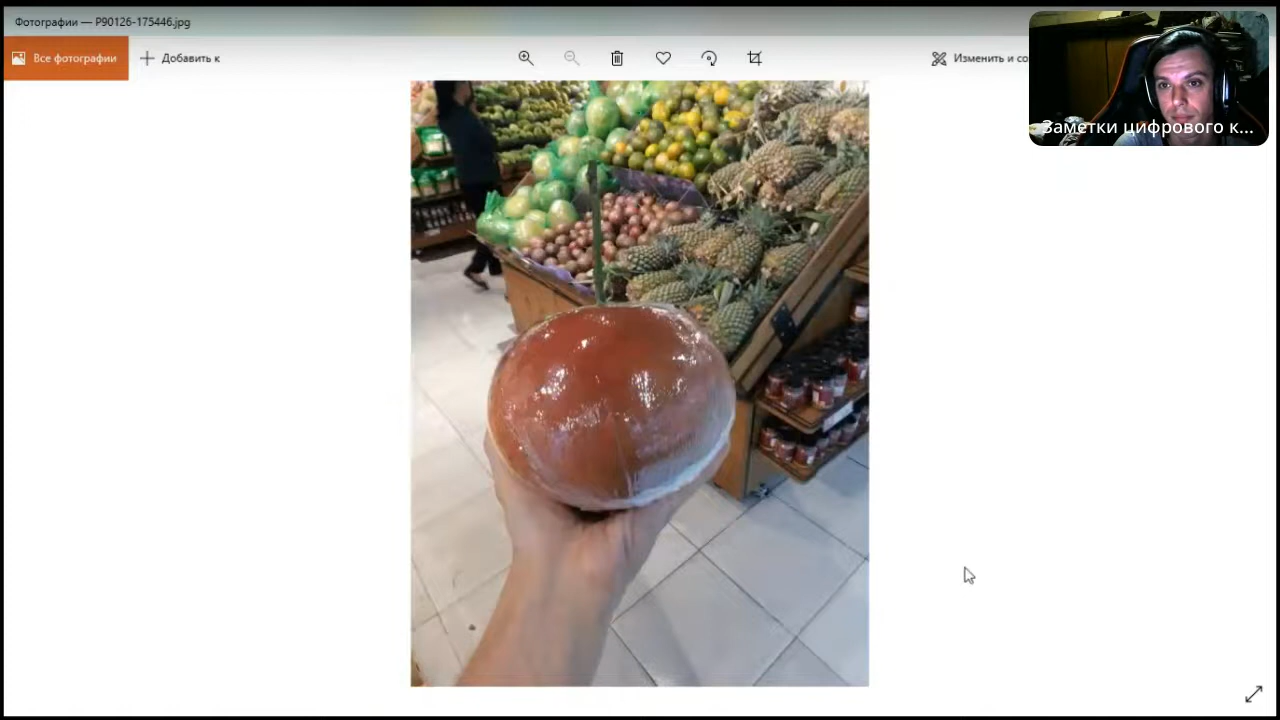 Фотографии — P90126-175446.jpg
Все фотографии
Добавить к
Изменить и со
Заметки цифрового к...